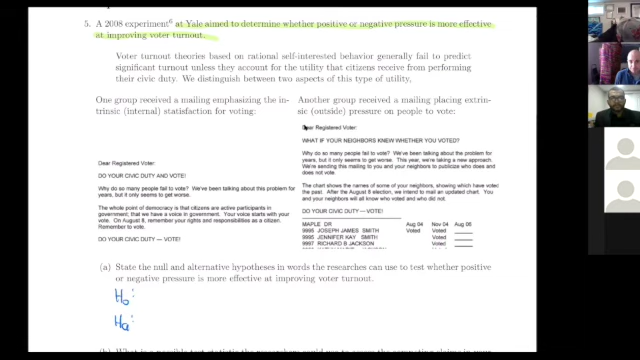 5. A 2008 experiment6 at Yale aimed to determine whether positive or negative pressure is more effective
at improving voter turnout.
Voter turnout theories based on rational self-interested behavior generally fail to predict
significant turnout unless they account for the utility that citizens receive from performing
their civic duty. We distinguish between two aspects of this type of utility.
One group received a mailing emphasizing the in-
trinsic (internal) statisfaction for voting.
Dear Registered Voter:
DO YOUR CIVIC DUTY AND VOTE!
Why do so many people fail to vote? We've been talking about this problem for
years, but it only seems to get worse.
The whole point of democracy is that citizens are active participants in
government; that we have a voice in government. Your voice starts with your
vote. On August 8, remember your rights and responsibilities as a citizen.
Remember to vote.
DO YOUR CIVIC DUTY — VOTE!
Another group received a mailing placing extrin-
sic (outside) pressure on people to vote.
Dear Registered Voter:
WHAT IF YOUR NEIGHBORS KNEW WHETHER YOU VOTED?
Why do so many people fail to vote? We've been talking about the problem for
years, but it only seems to get worse. This year, we're taking a new approach.
We're sending this mailing to you and your neighbors to publicize who does and
does not vote.
The chart shows the names of some of your neighbors, showing which have voted in
the past. After the August 8 election, we intend to mail an updated chart. You
and your neighbors will all know who voted and who did not.
DO YOUR CIVIC DUTY — VOTE!
MAPLE DR Aug 04 Nov 04 Aug 06
9995 JOSEPH JAMES SMITH Voted Voted
9995 JENNIFER KAY SMITH Voted
9997 RICHARD B JACKSON Voted
(a) State the null and alternative hypotheses in words the researches can use to test whether positive
or negative pressure is more effective at improving voter turnout.
H0:
Ha: